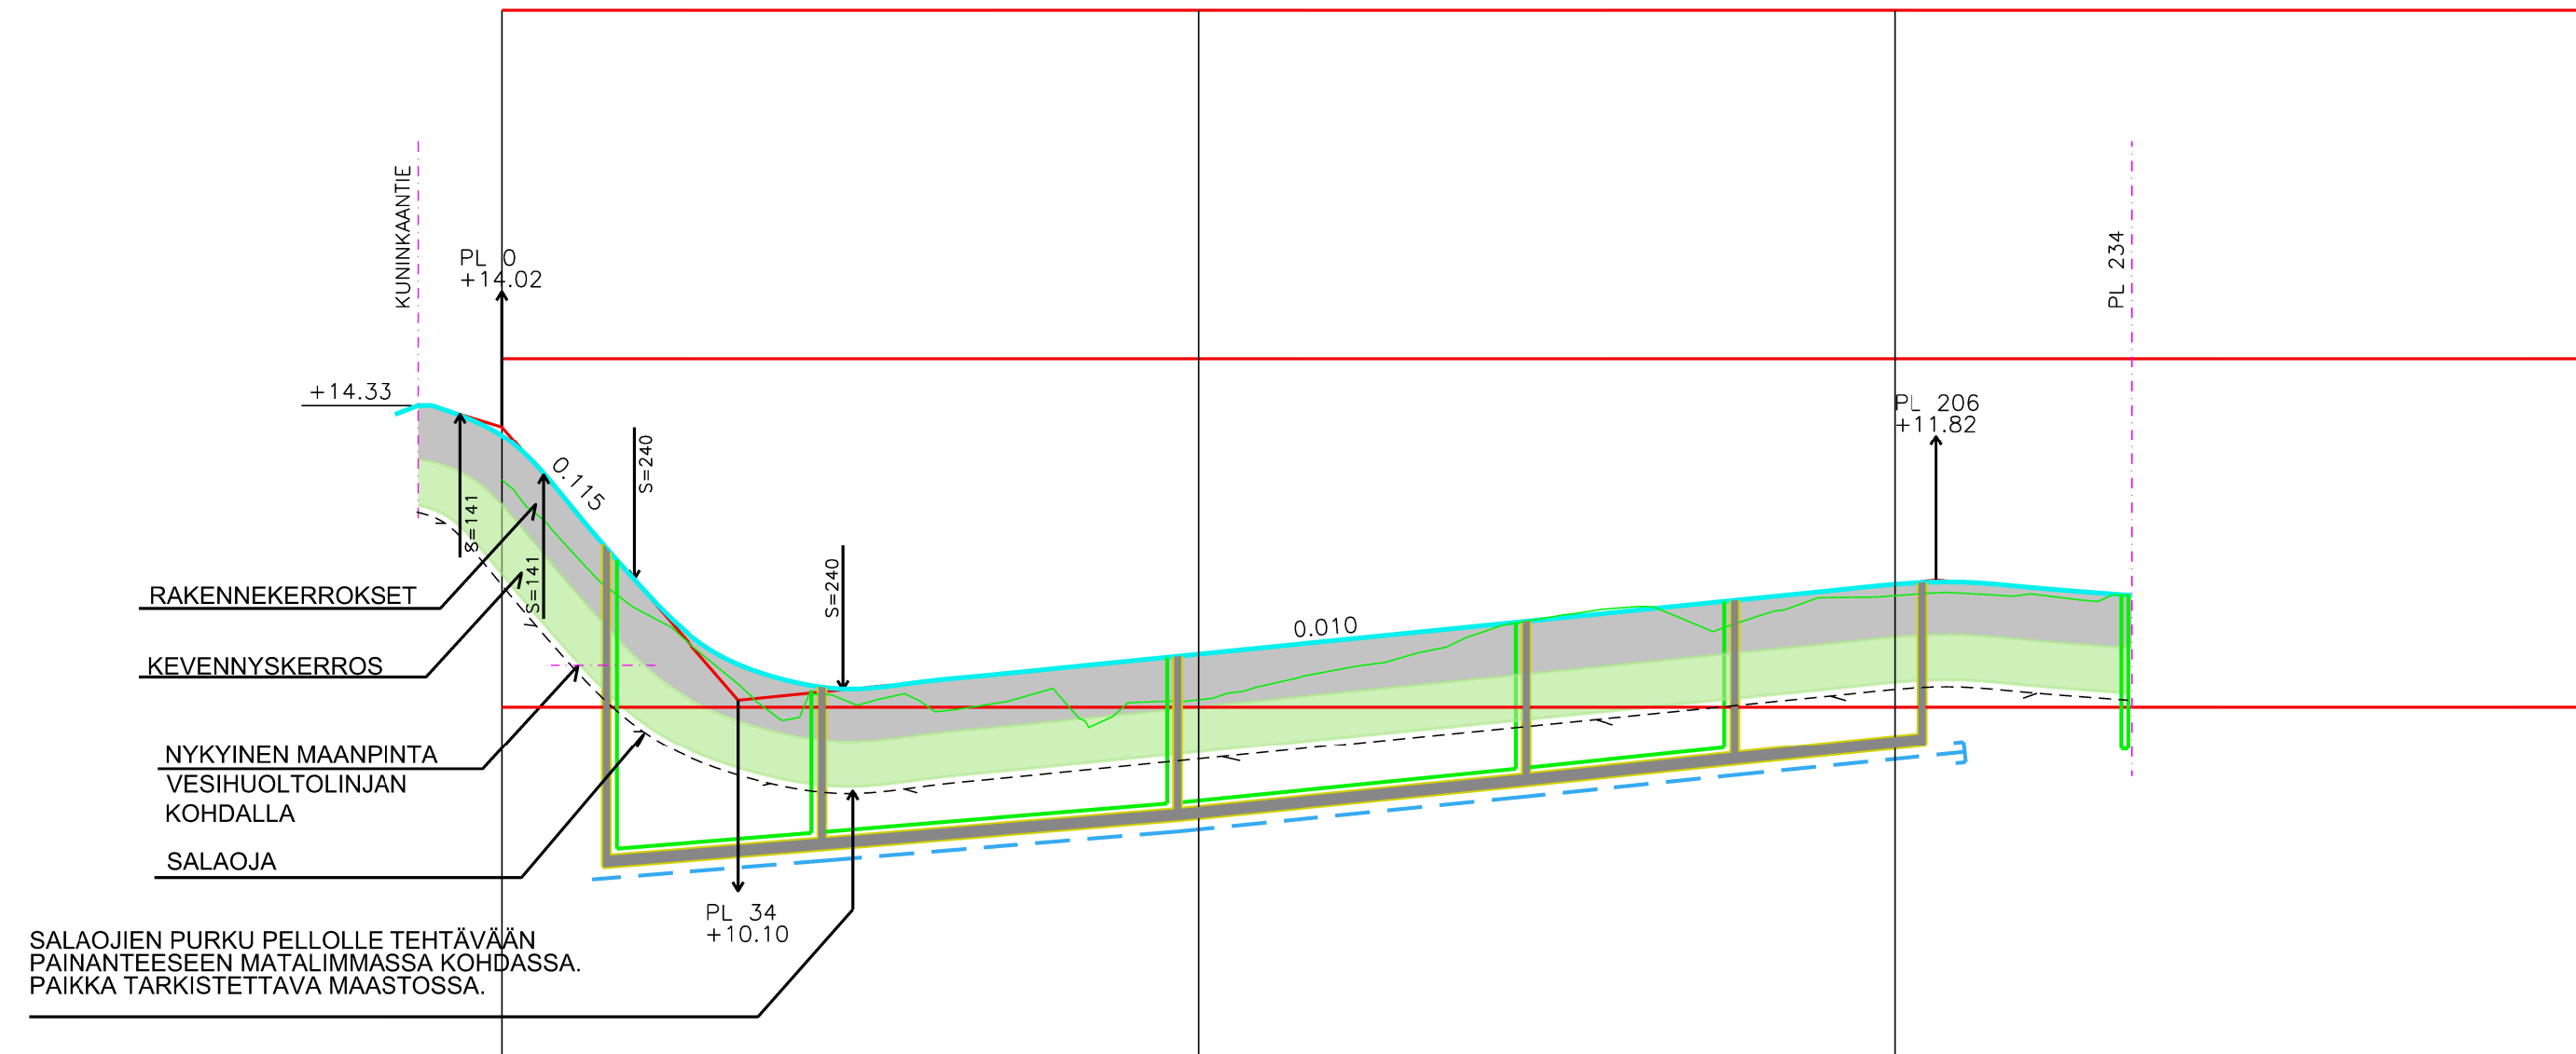 KUNINKAANTIE
PL 0
+14.02
+14.33
S=141
S=141
0.115
S=240
S=240
0.010
PL 206
+11.82
PL 234
RAKENNEKERROKSET
KEVENNYSKERROS
NYKYINEN MAANPINTA
VESIHUOLTOLINJAN
KOHDALLA
SALAOJA
PL 34
+10.10
SALAOJIEN PURKU PELLOLLE TEHTÄVÄÄN
PAINANTEESEEN MATALIMMASSA KOHDASSA.
PAIKKA TARKISTETTAVA MAASTOSSA.